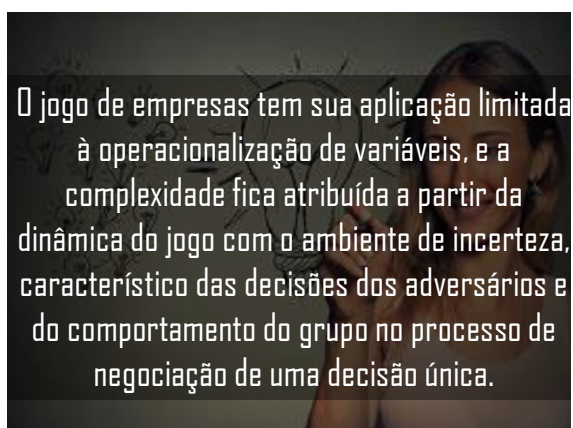 O jogo de empresas tem sua aplicação limitada
à operacionalização de variáveis, e a
complexidade fica atribuída a partir da
dinâmica do jogo com o ambiente de incerteza,
característico das decisões dos adversários e
do comportamento do grupo no processo de
negociação de uma decisão única.